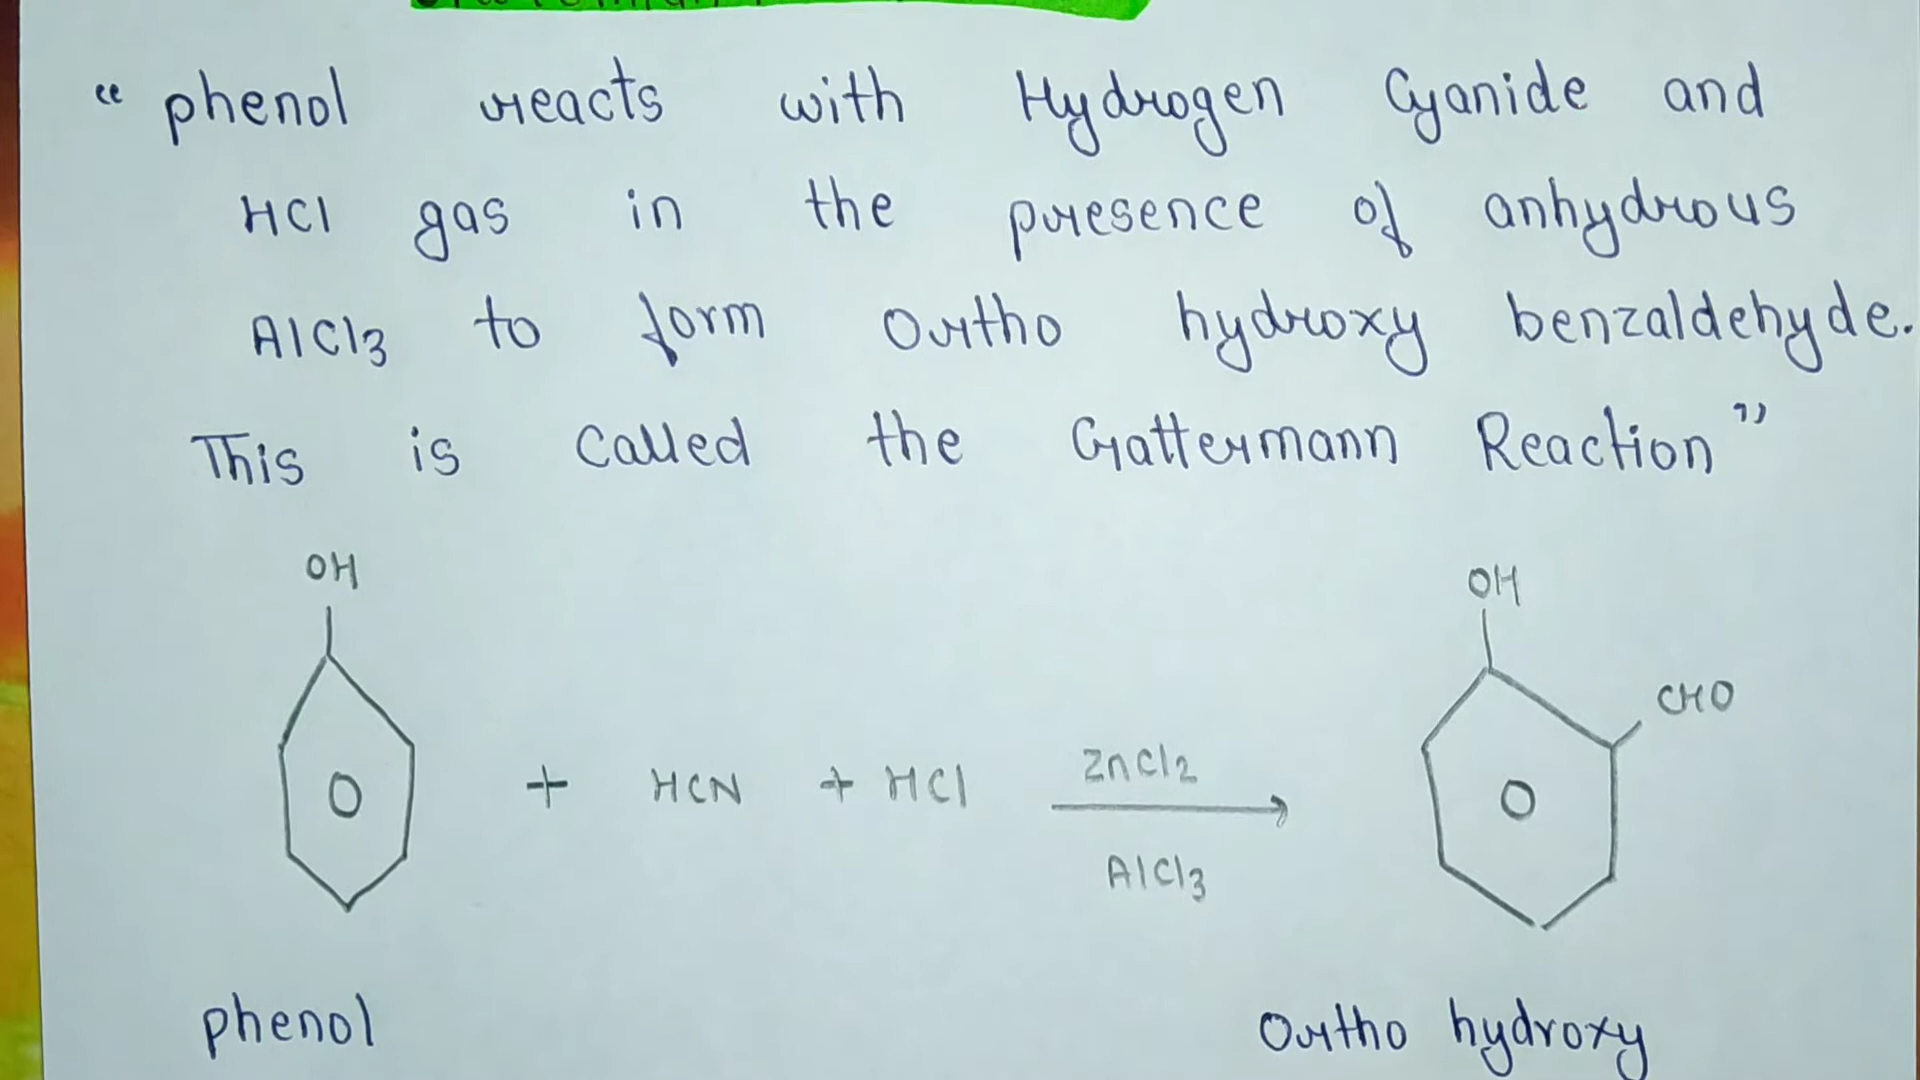 “ phenol reacts with Hydrogen Cyanide and
HCl gas in the presence of anhydrous
AlCl3 to form Ortho hydroxy benzaldehyde.
This is Called the Gattermann Reaction ”
OH
OH
CHO
+ HCN + HCl
ZnCl2
AlCl3
phenol
Ortho hydroxy